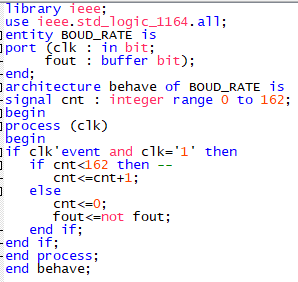 library ieee;
use ieee.std_logic_1164.all;
entity BOUD_RATE is
port (clk : in bit;
fout : buffer bit);
end;
architecture behave of BOUD_RATE is
signal cnt : integer range 0 to 162;
begin
process (clk)
begin
if clk'event and clk='1' then
if cnt<162 then --
cnt<=cnt+1;
else
cnt<=0;
fout<=not fout;
end if;
end if;
end process;
end behave;